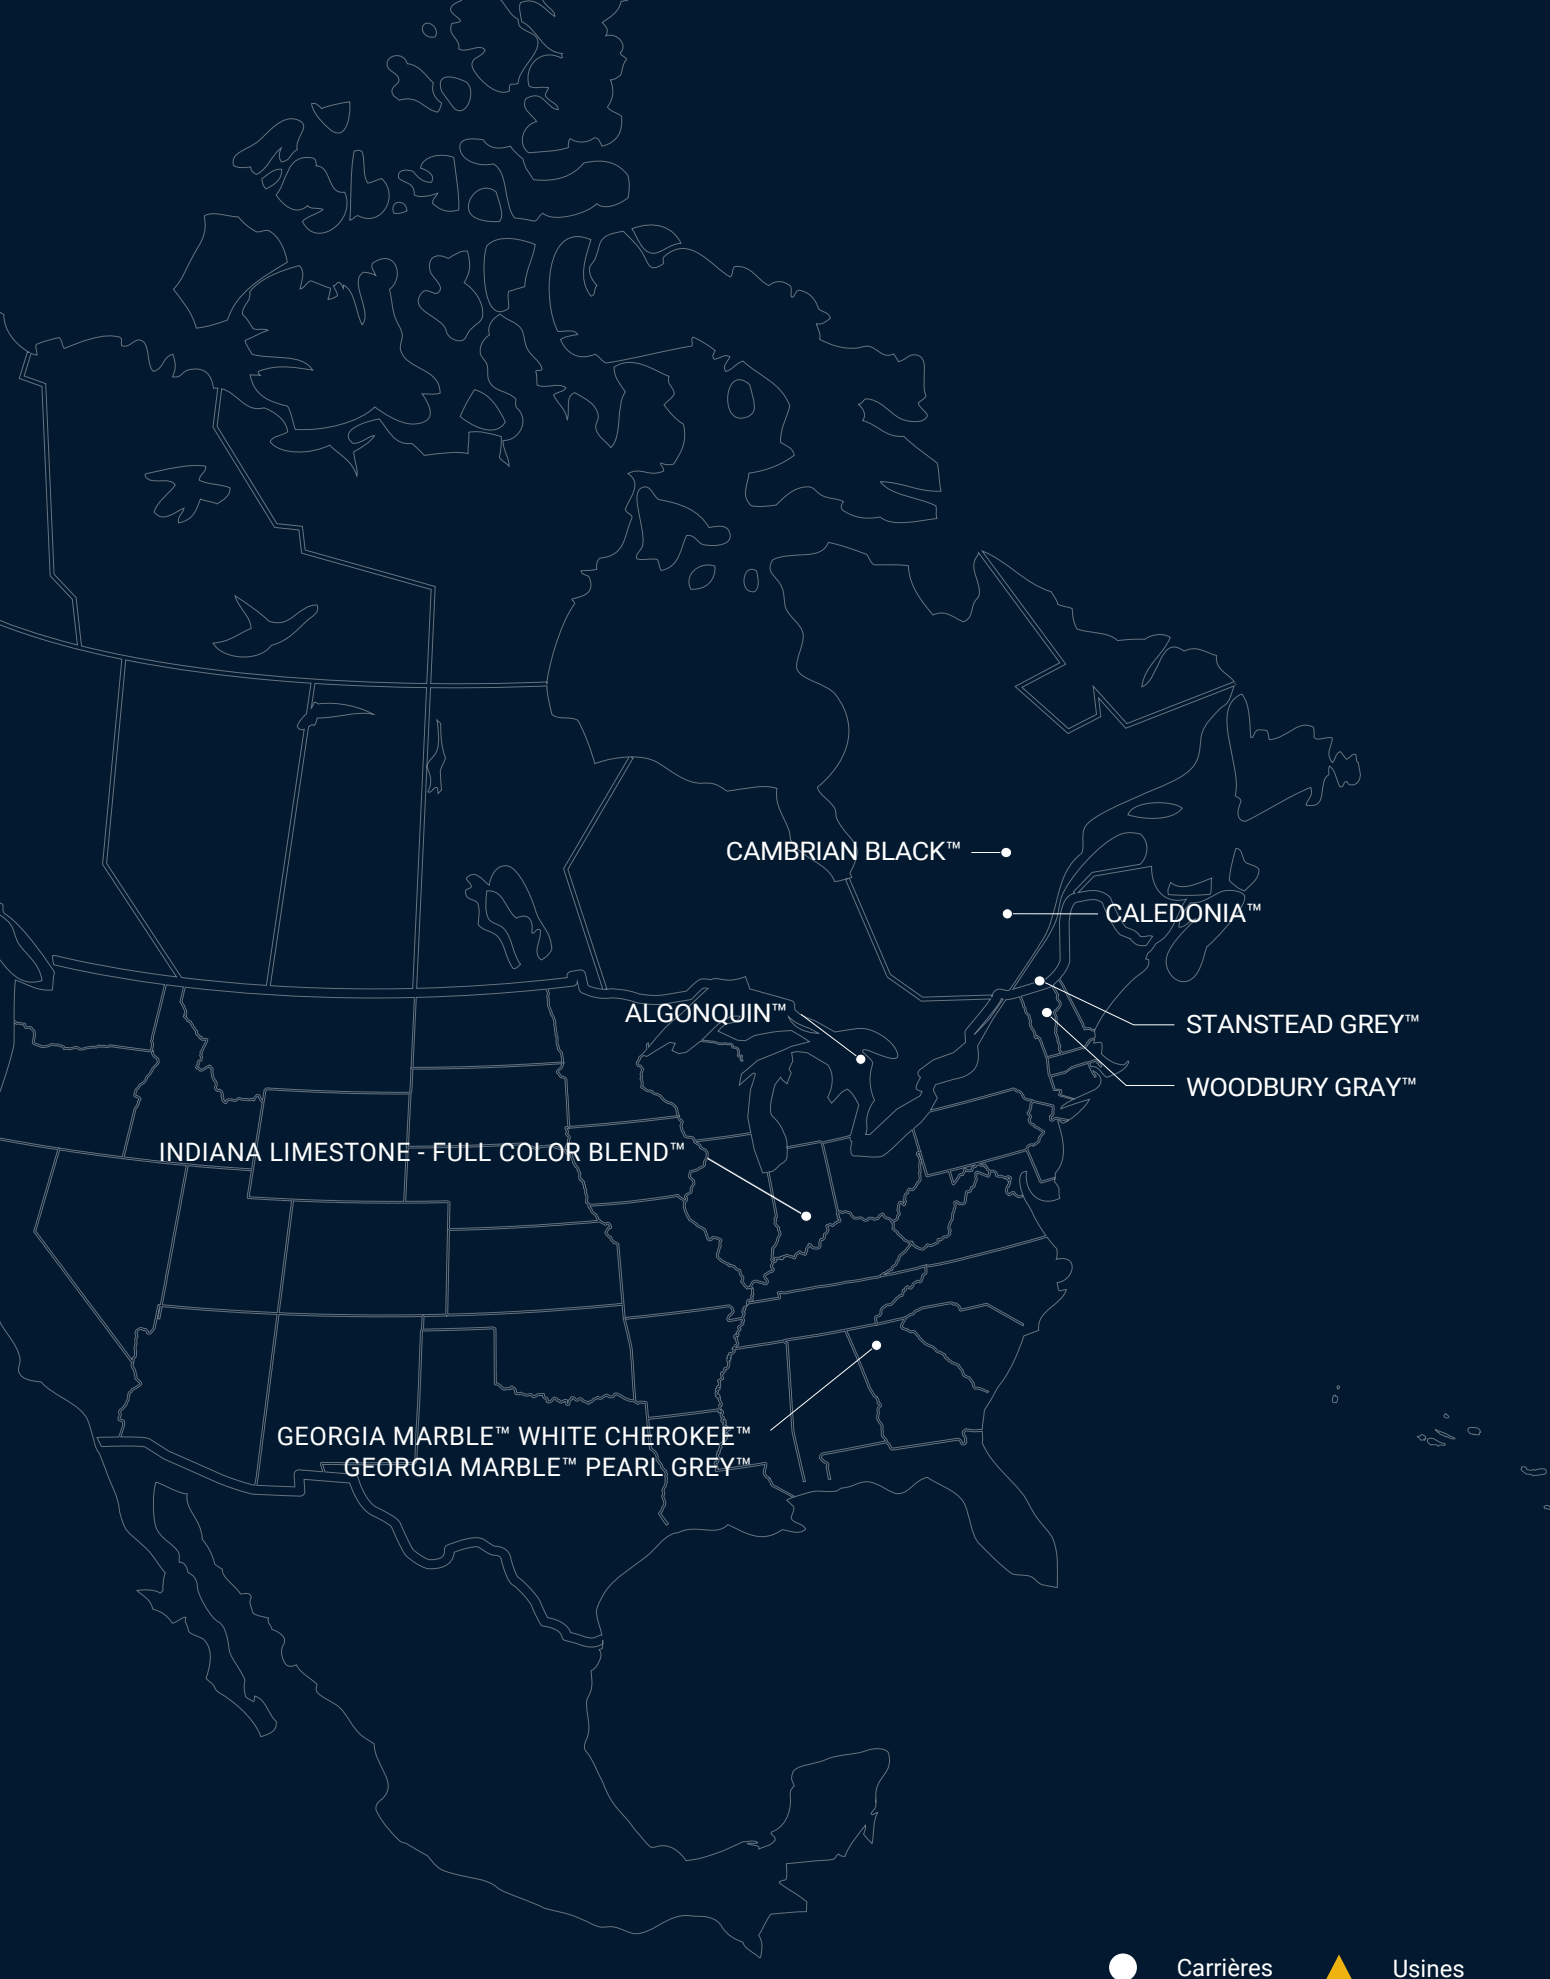 CAMBRIAN BLACK™
CALEDONIA™
ALGONQUIN™
STANSTEAD GREY™
WOODBURY GRAY™
INDIANA LIMESTONE - FULL COLOR BLEND™
GEORGIA MARBLE™ WHITE CHEROKEE™
GEORGIA MARBLE™ PEARL GREY™
Carrières
Usines